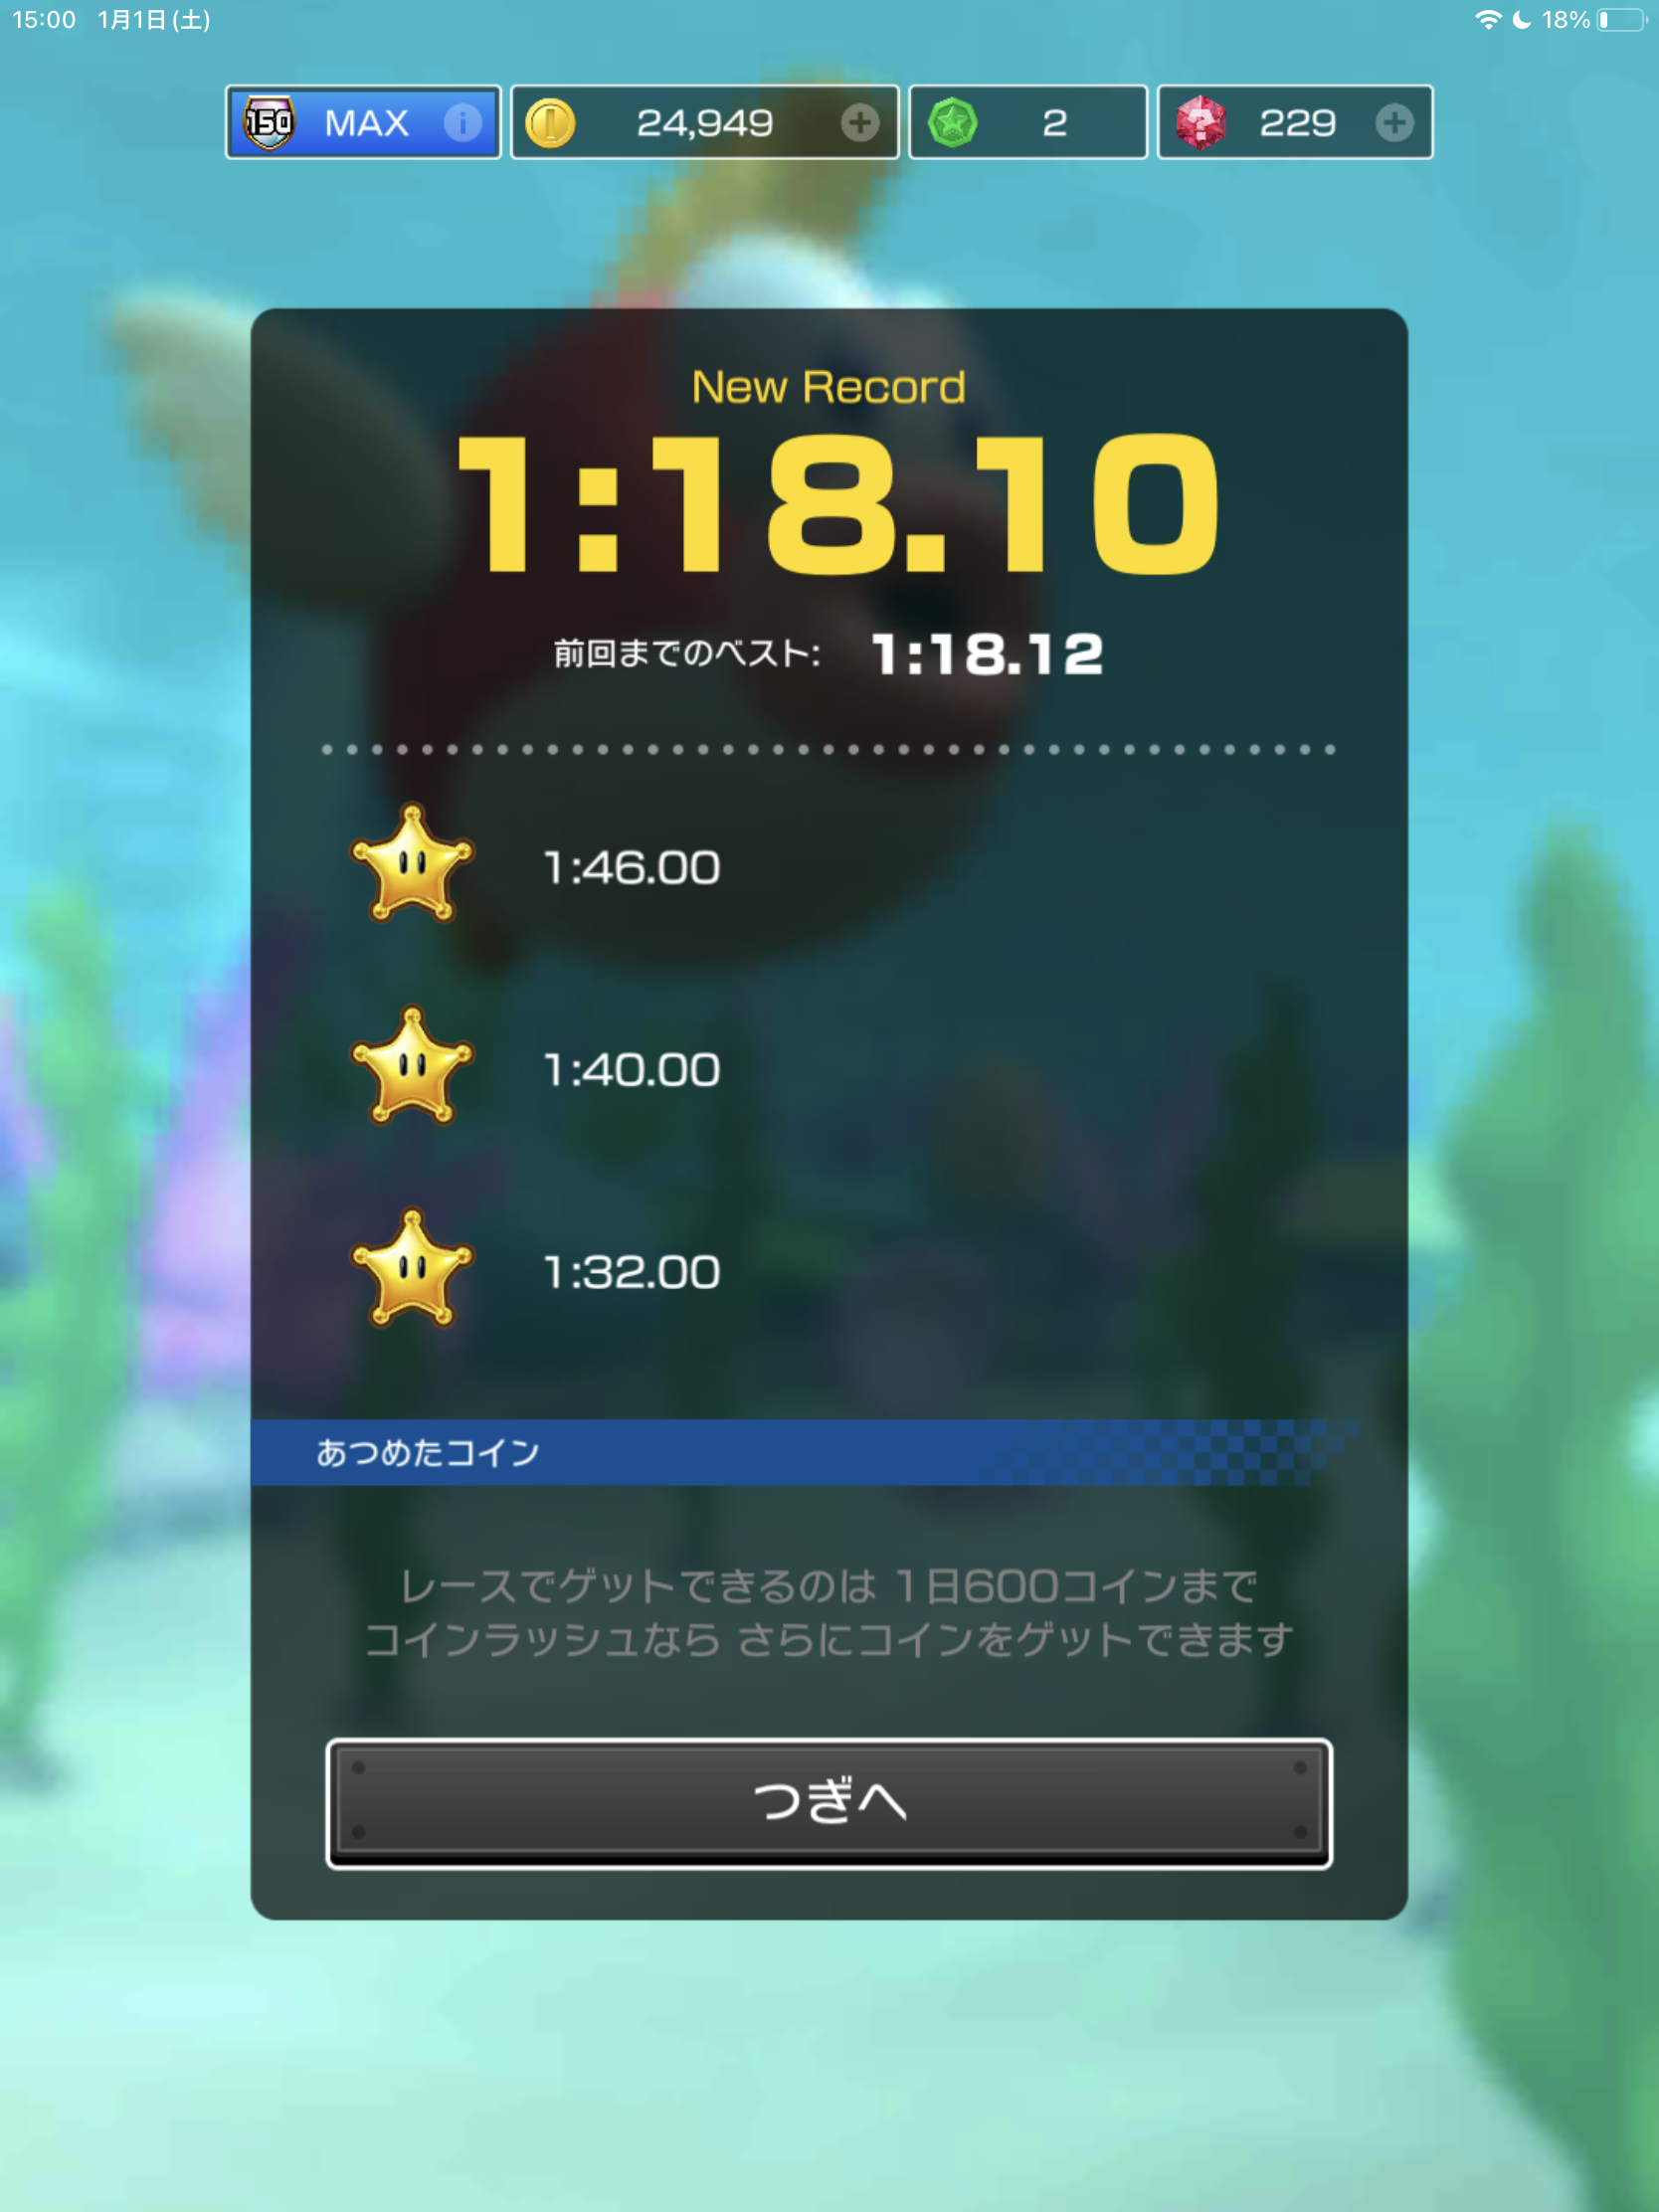 15:00 1月1日(土) 18%
150 MAX i 24,949 2 229
New Record
1:18.10
前回までのベスト: 1:18.12
1:46.00
1:40.00
1:32.00
あつめたコイン
レースでゲットできるのは 1日600コインまで
コインラッシュなら さらにコインをゲットできます
つぎへ